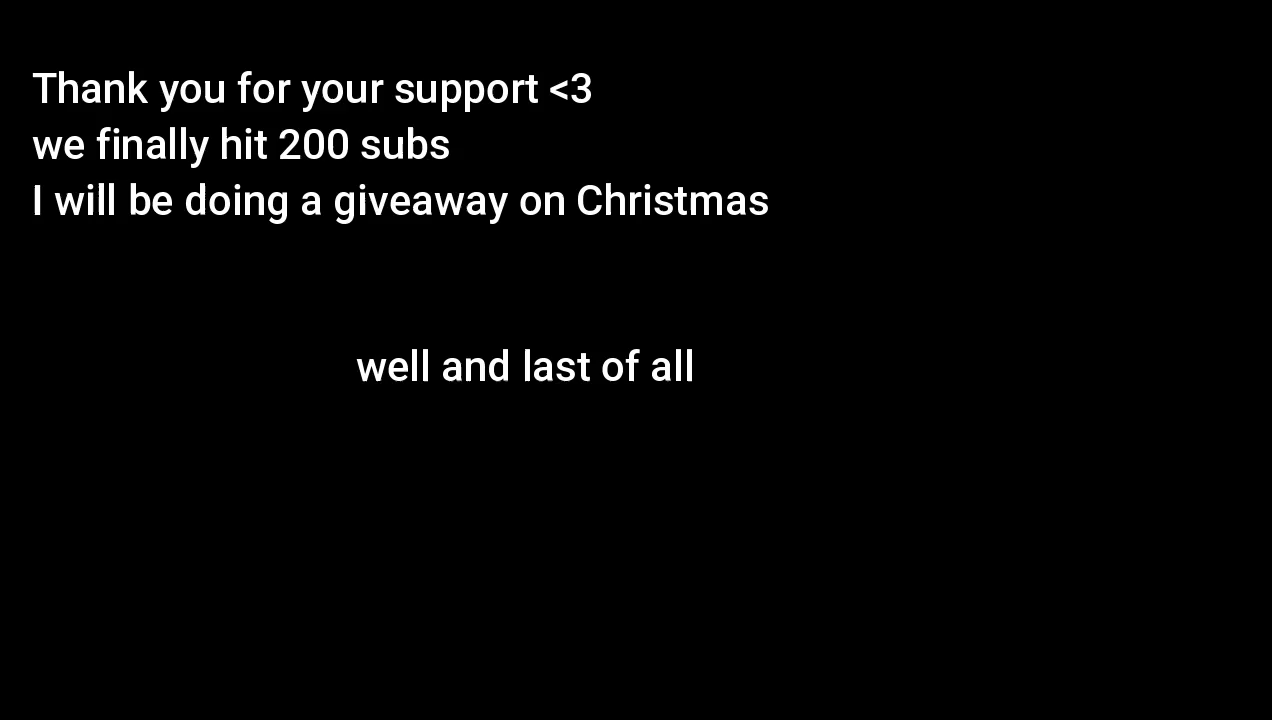 Thank you for your support <3
we finally hit 200 subs
I will be doing a giveaway on Christmas
well and last of all